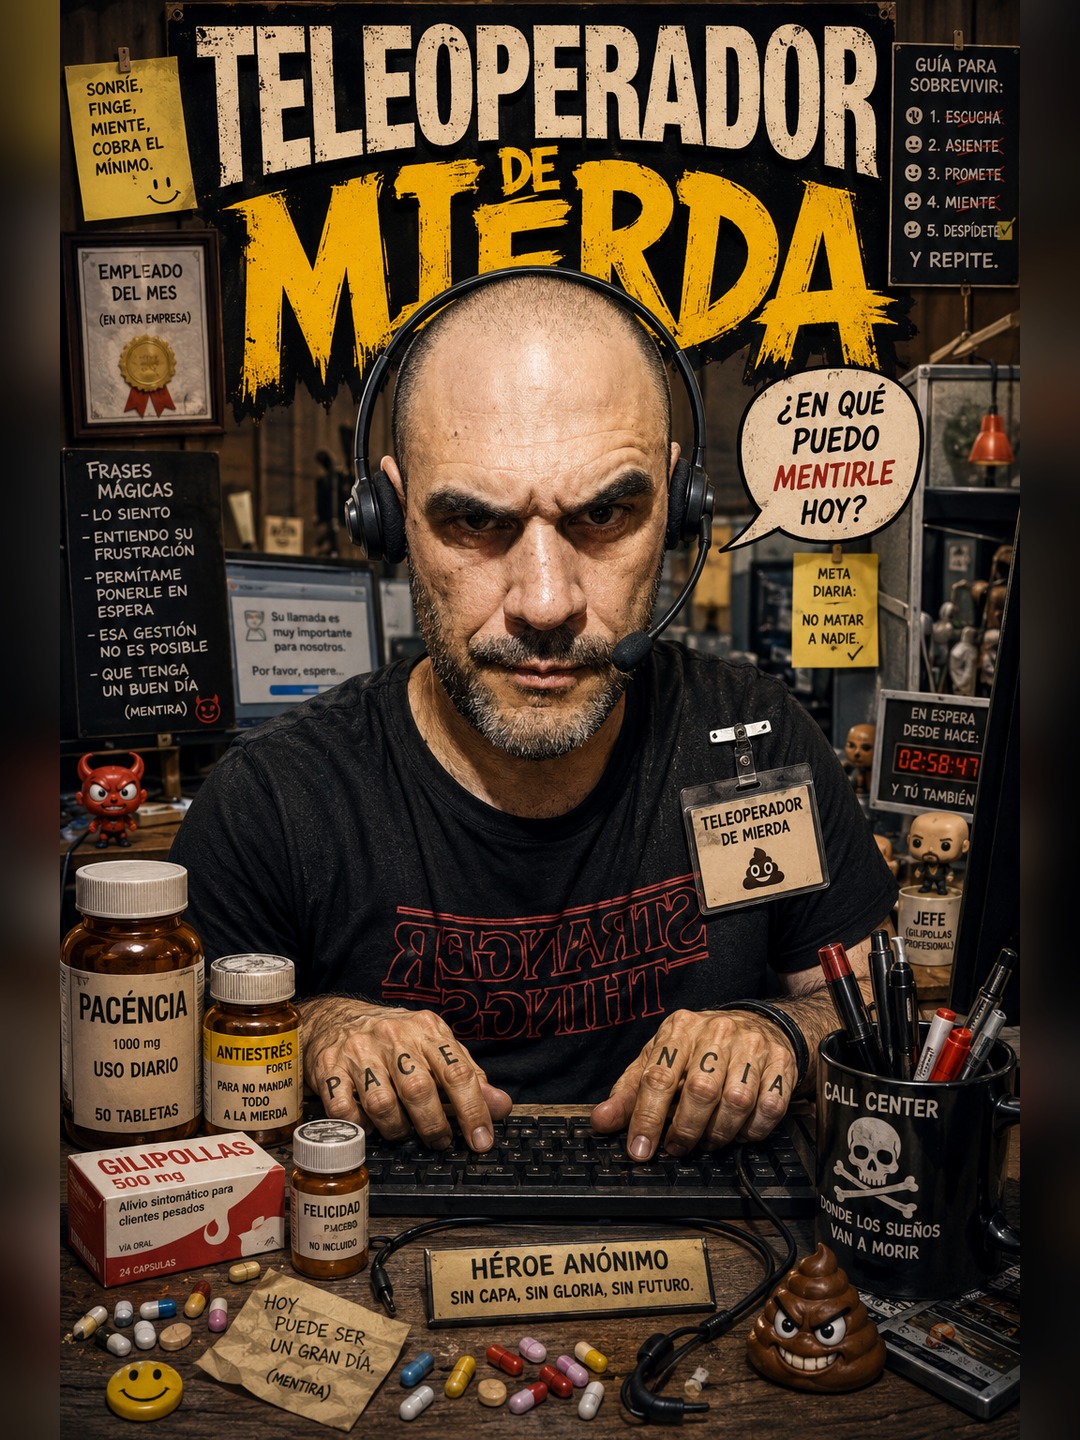 TELEOPERADOR
DE
MIERDA
SONRÍE,
FINGE,
MIENTE,
COBRA EL
MÍNIMO.
GUÍA PARA
SOBREVIVIR:
1. ESCUCHA
2. ASIENTE
3. PROMETE
4. MIENTE
5. DESPÍDETE
Y REPITE.
EMPLEADO
DEL MES
(EN OTRA EMPRESA)
¿EN QUÉ
PUEDO
MENTIRLE
HOY?
FRASES
MÁGICAS
- LO SIENTO
- ENTIENDO SU
FRUSTRACIÓN
- PERMÍTAME
PONERLE EN
ESPERA
- ESA GESTIÓN
NO ES POSIBLE
- QUE TENGA
UN BUEN DÍA
(MENTIRA)
Su llamada es
muy importante
para nosotros.
Por favor, espere...
META
DIARIA:
NO MATAR
A NADIE.
EN ESPERA
DESDE HACE:
02:58:47
Y TÚ TAMBIÉN
TELEOPERADOR
DE MIERDA
JEFE
(GILIPOLLAS
PROFESIONAL)
STRANGER
THINGS
PACE
NCIA
PACÉNCIA
1000 mg
USO DIARIO
50 TABLETAS
ANTIESTRÉS
FORTE
PARA NO MANDAR
TODO
A LA MIERDA
GILIPOLLAS
500 mg
Alivio sintomático para
clientes pesados
VÍA ORAL
24 CAPSULAS
FELICIDAD
PLACEBO
NO INCLUIDO
CALL CENTER
DONDE LOS SUEÑOS
VAN A MORIR
HÉROE ANÓNIMO
SIN CAPA, SIN GLORIA, SIN FUTURO.
HOY
PUEDE SER
UN GRAN DÍA.
(MENTIRA)